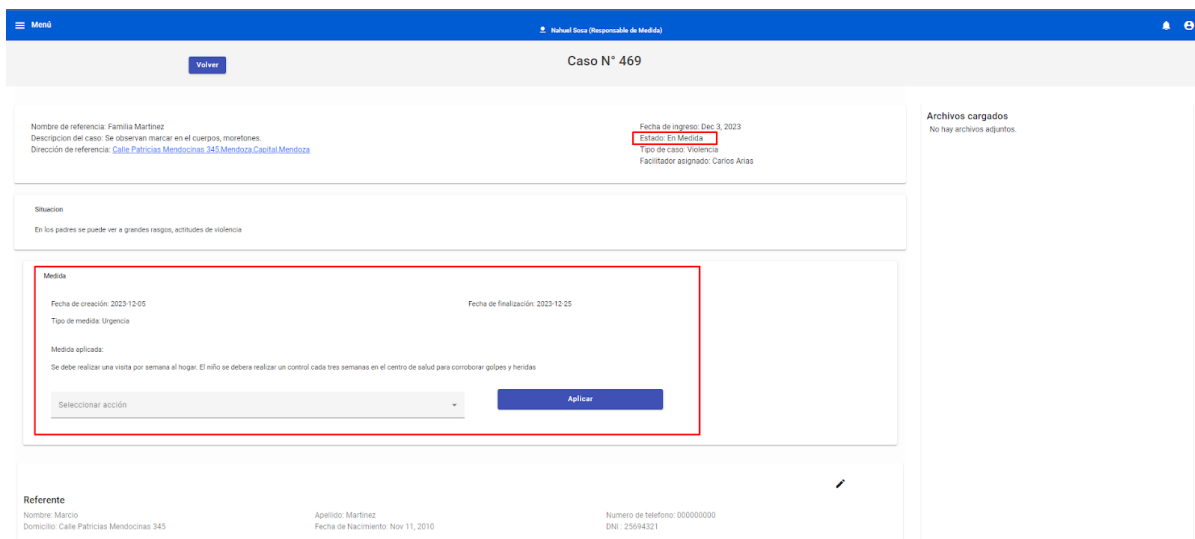 Menú
Nahuel Sosa (Responsable de Medida)
Volver
Caso N° 469
Nombre de referencia: Familia Martinez
Descripcion del caso: Se observan marcar en el cuerpos, moretones.
Dirección de referencia: Calle Patricias Mendocinas 345,Mendoza,Capital,Mendoza
Fecha de ingreso: Dec 3, 2023
Estado: En Medida
Tipo de caso: Violencia
Facilitador asignado: Carlos Arias
Archivos cargados
No hay archivos adjuntos.
Situacion
En los padres se puede ver a grandes rasgos, actitudes de violencia
Medida
Fecha de creación: 2023-12-05
Fecha de finalización: 2023-12-25
Tipo de medida: Urgencia
Medida aplicada:
Se debe realizar una visita por semana al hogar. El niño se debera realizar un control cada tres semanas en el centro de salud para corroborar golpes y heridas
Seleccionar acción
Aplicar
Referente
Nombre: Marcio
Apellido: Martinez
Numero de telefono: 000000000
Domicilio: Calle Patricias Mendocinas 345
Fecha de Nacimiento: Nov 11, 2010
DNI : 25694321